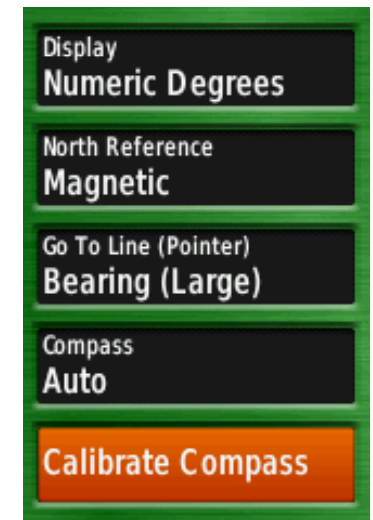 Display
Numeric Degrees
North Reference
Magnetic
Go To Line (Pointer)
Bearing (Large)
Compass
Auto
Calibrate Compass